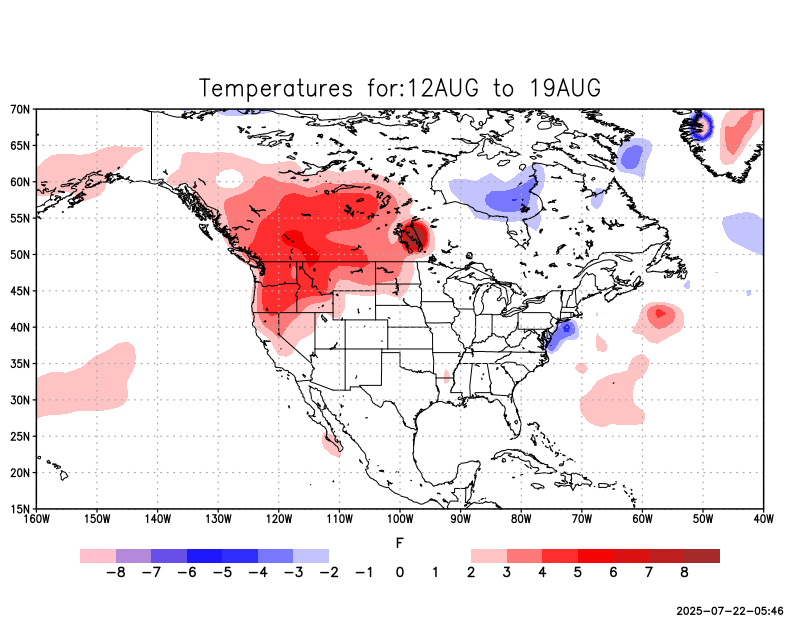 Temperatures for:12AUG to 19AUG
70N
65N
60N
55N
50N
45N
40N
35N
30N
25N
20N
15N
160W 150W 140W 130W 120W 110W 100W 90W 80W 70W 60W 50W 40W
F
−8 −7 −6 −5 −4 −3 −2 −1 0 1 2 3 4 5 6 7 8
2025−07−22−05:46